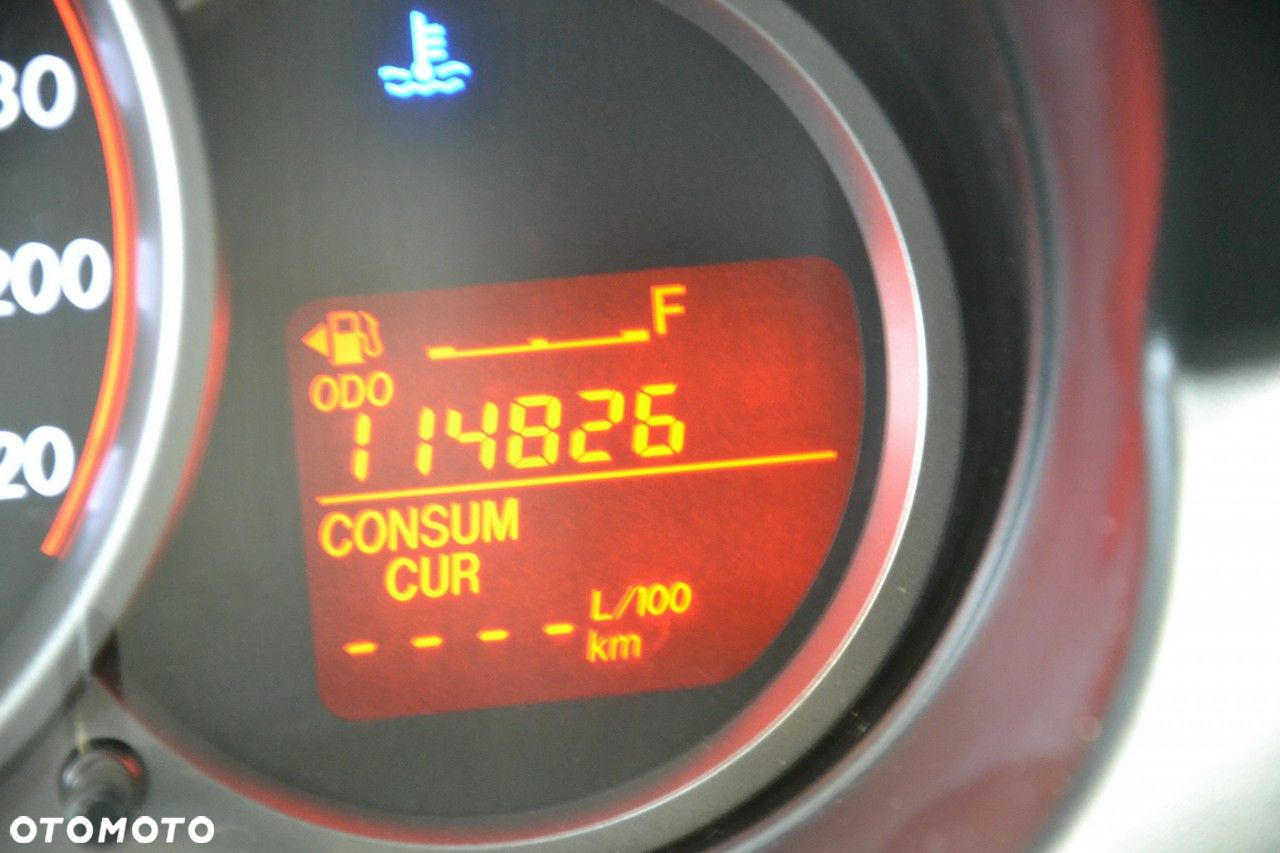 80
200
20
F
ODO
114826
CONSUM
CUR
- - - - L/100
km
OTOMOTO